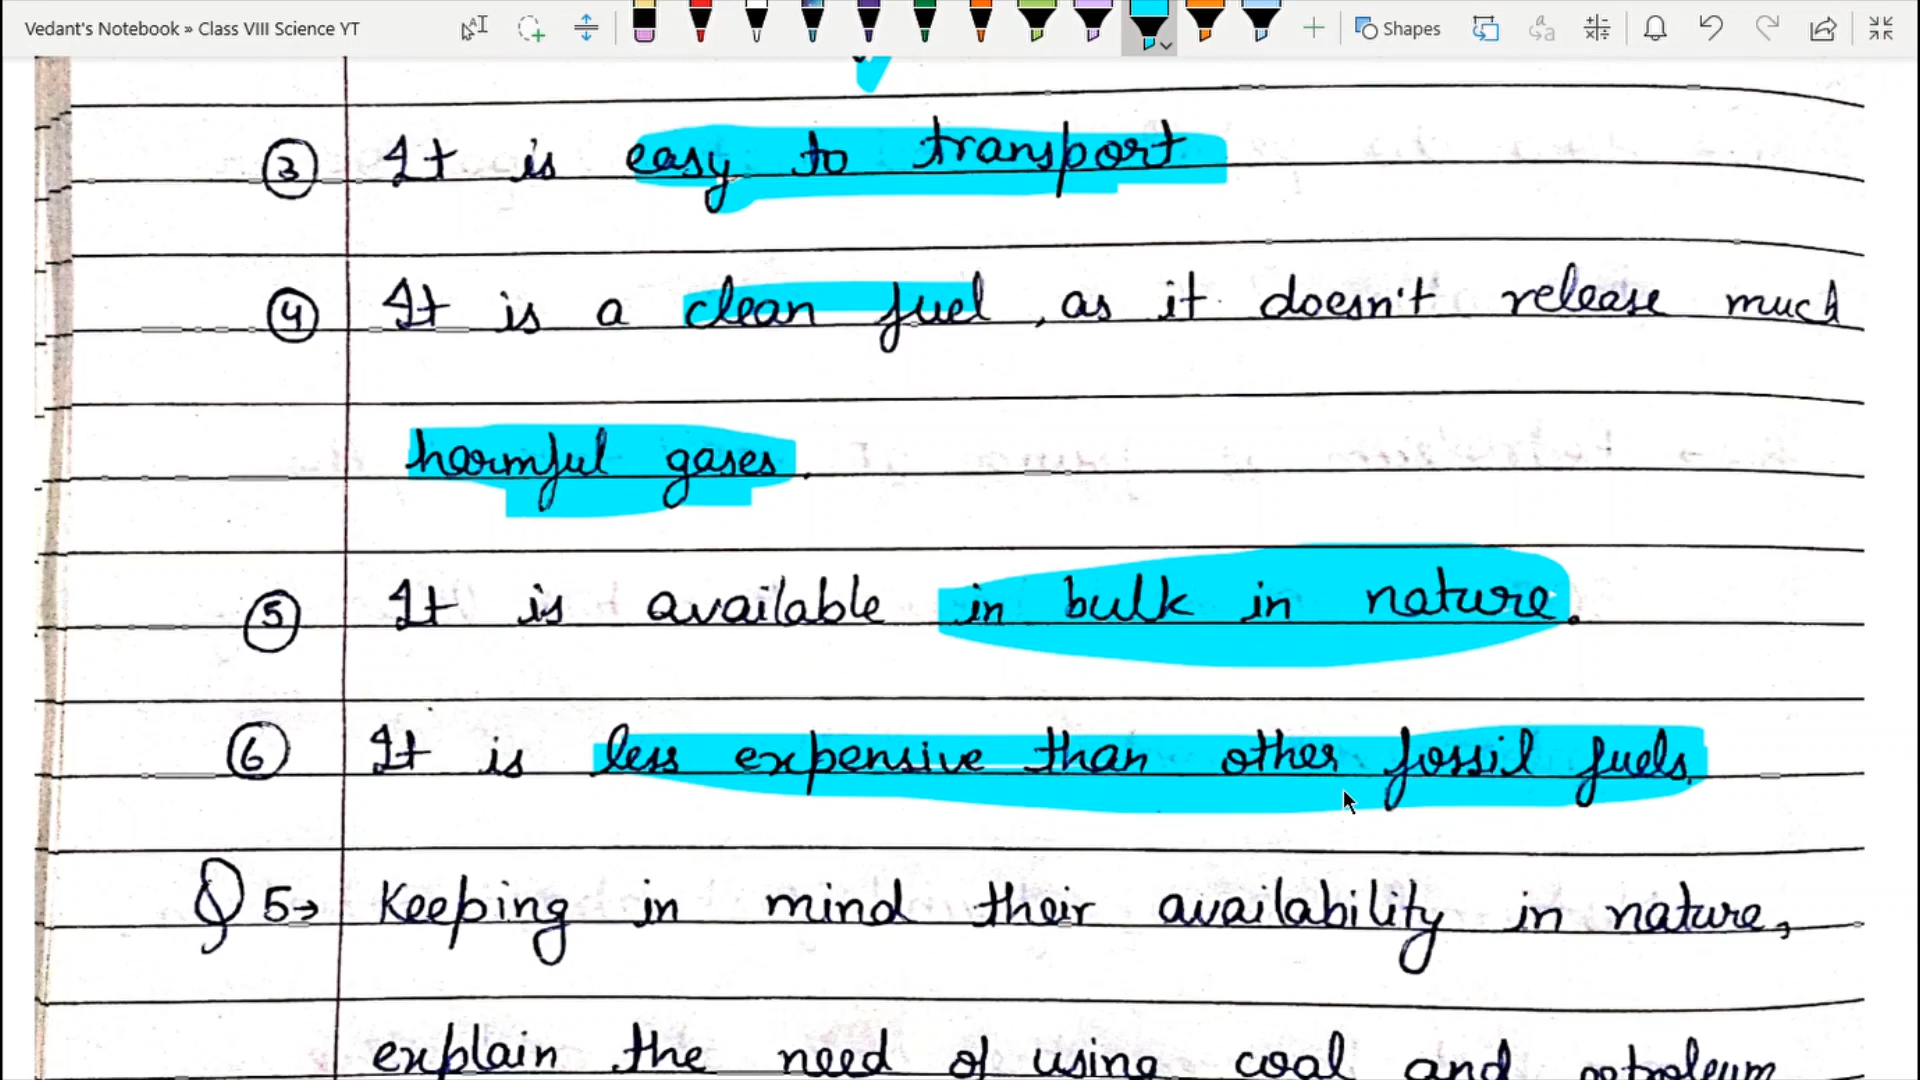 Vedant's Notebook » Class VIII Science YT
Shapes
③ It is easy to transport
④ It is a clean fuel, as it doesn't release much
harmful gases.
⑤ It is available in bulk in nature.
⑥ It is less expensive than other fossil fuels.
Q 5→ Keeping in mind their availability in nature,
explain the need of using coal and petroleum